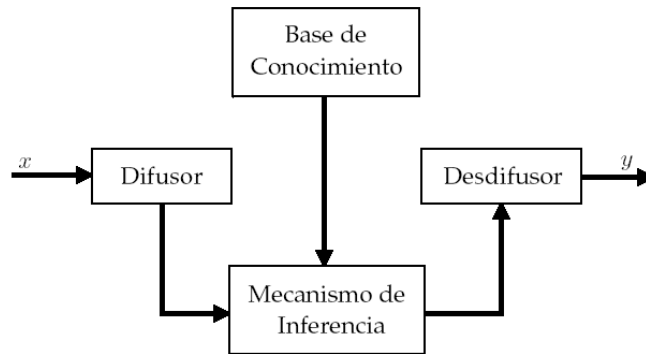 Base de
Conocimiento
x
Difusor
Desdifusor
y
Mecanismo de
Inferencia